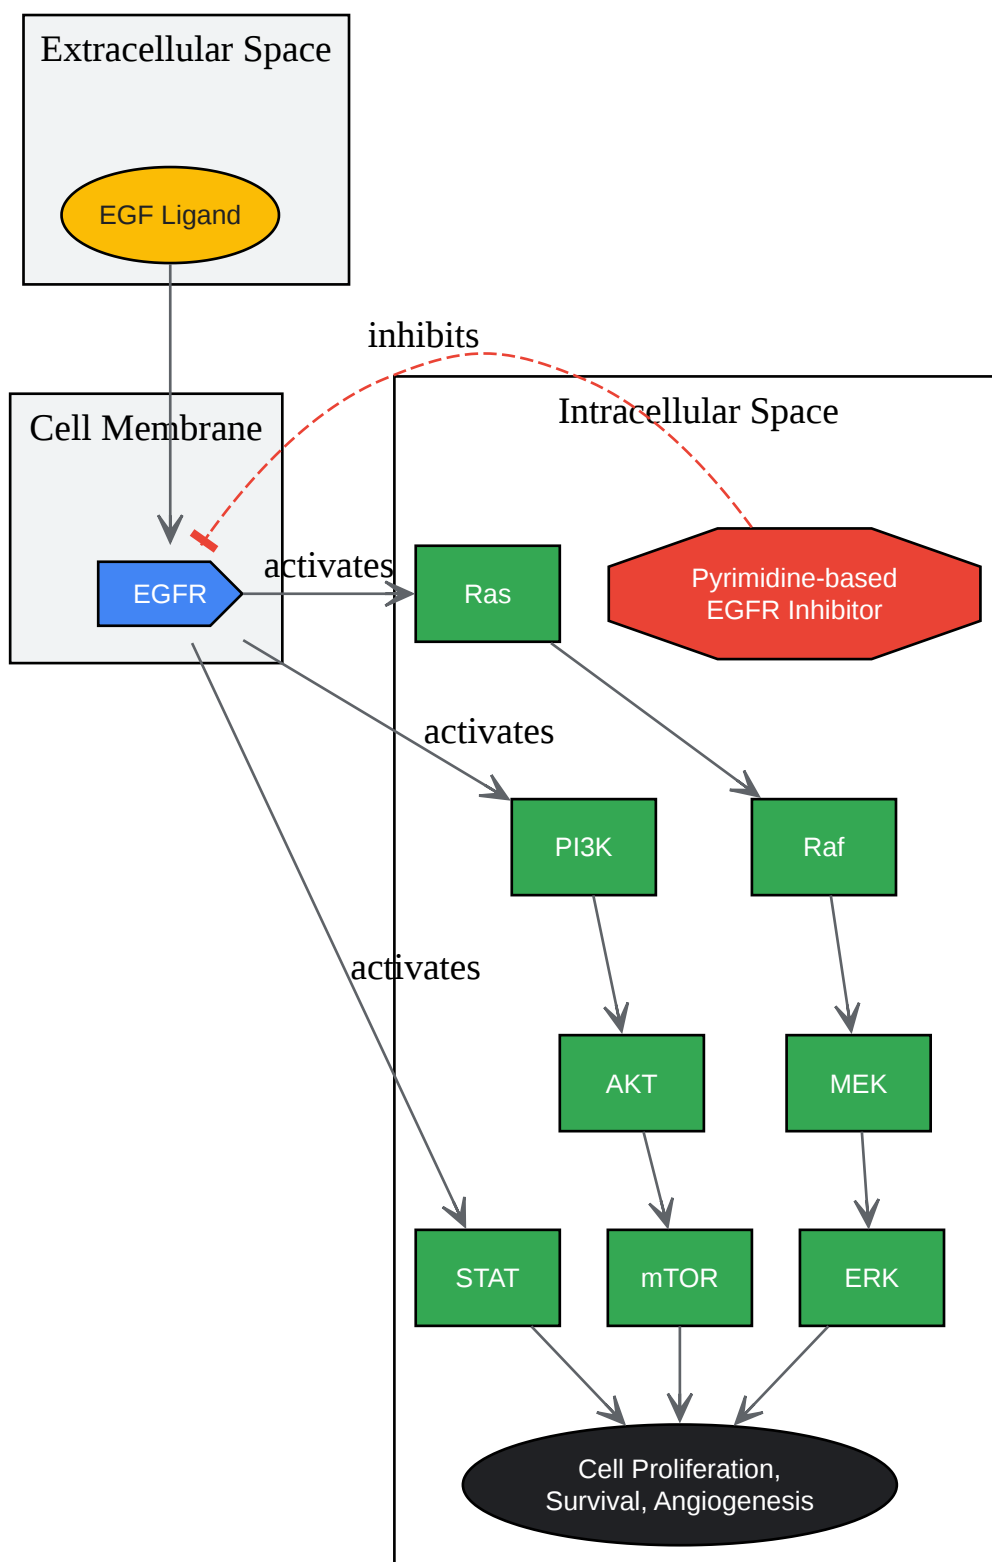 Extracellular Space
EGF Ligand
inhibits
Cell Membrane
Intracellular Space
EGFR
activates
Ras
Pyrimidine-based
EGFR Inhibitor
activates
PI3K
Raf
activates
AKT
MEK
STAT
mTOR
ERK
Cell Proliferation,
Survival, Angiogenesis